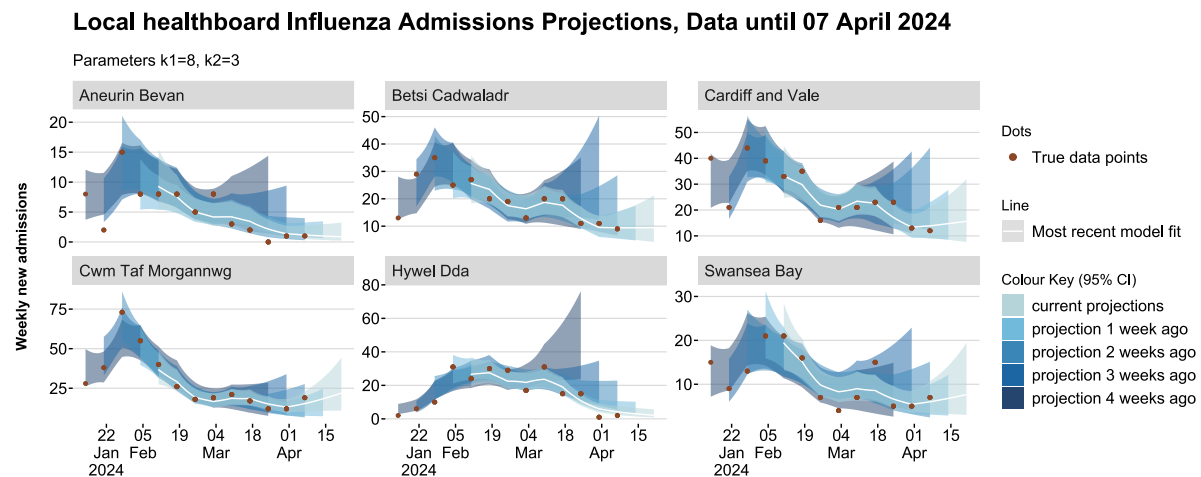 Local healthboard Influenza Admissions Projections, Data until 07 April 2024
Parameters k1=8, k2=3
Weekly new admissions
Aneurin Bevan
20
15
10
5
0
Betsi Cadwaladr
50
40
30
20
10
Cardiff and Vale
50
40
30
20
10
Cwm Taf Morgannwg
75
50
25
Hywel Dda
80
60
40
20
0
Swansea Bay
30
20
10
22 05 19 04 18 01 15
Jan Feb Mar Apr
2024
22 05 19 04 18 01 15
Jan Feb Mar Apr
2024
22 05 19 04 18 01 15
Jan Feb Mar Apr
2024
Dots
True data points
Line
Most recent model fit
Colour Key (95% CI)
current projections
projection 1 week ago
projection 2 weeks ago
projection 3 weeks ago
projection 4 weeks ago